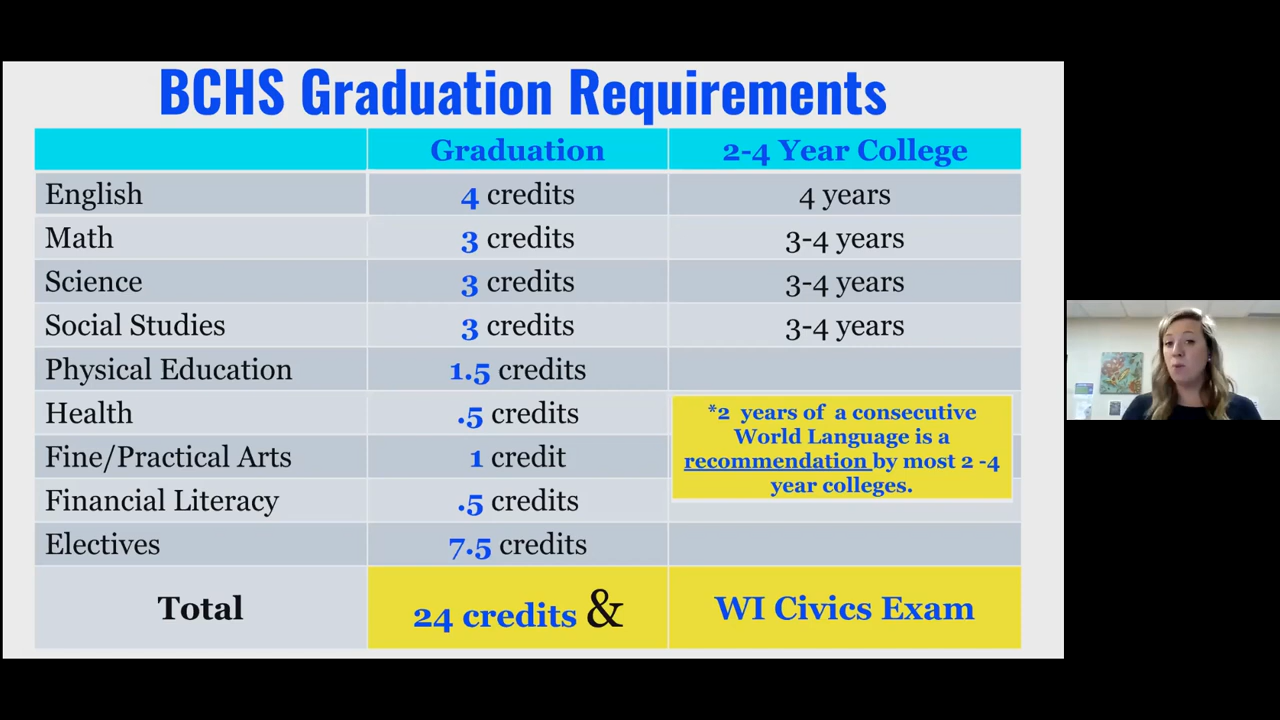 BCHS Graduation Requirements
Graduation 2-4 Year College
English 4 credits 4 years
Math 3 credits 3-4 years
Science 3 credits 3-4 years
Social Studies 3 credits 3-4 years
Physical Education 1.5 credits
Health .5 credits
Fine/Practical Arts 1 credit
Financial Literacy .5 credits
Electives 7.5 credits
*2 years of a consecutive
World Language is a
recommendation by most 2 -4
year colleges.
Total 24 credits & WI Civics Exam